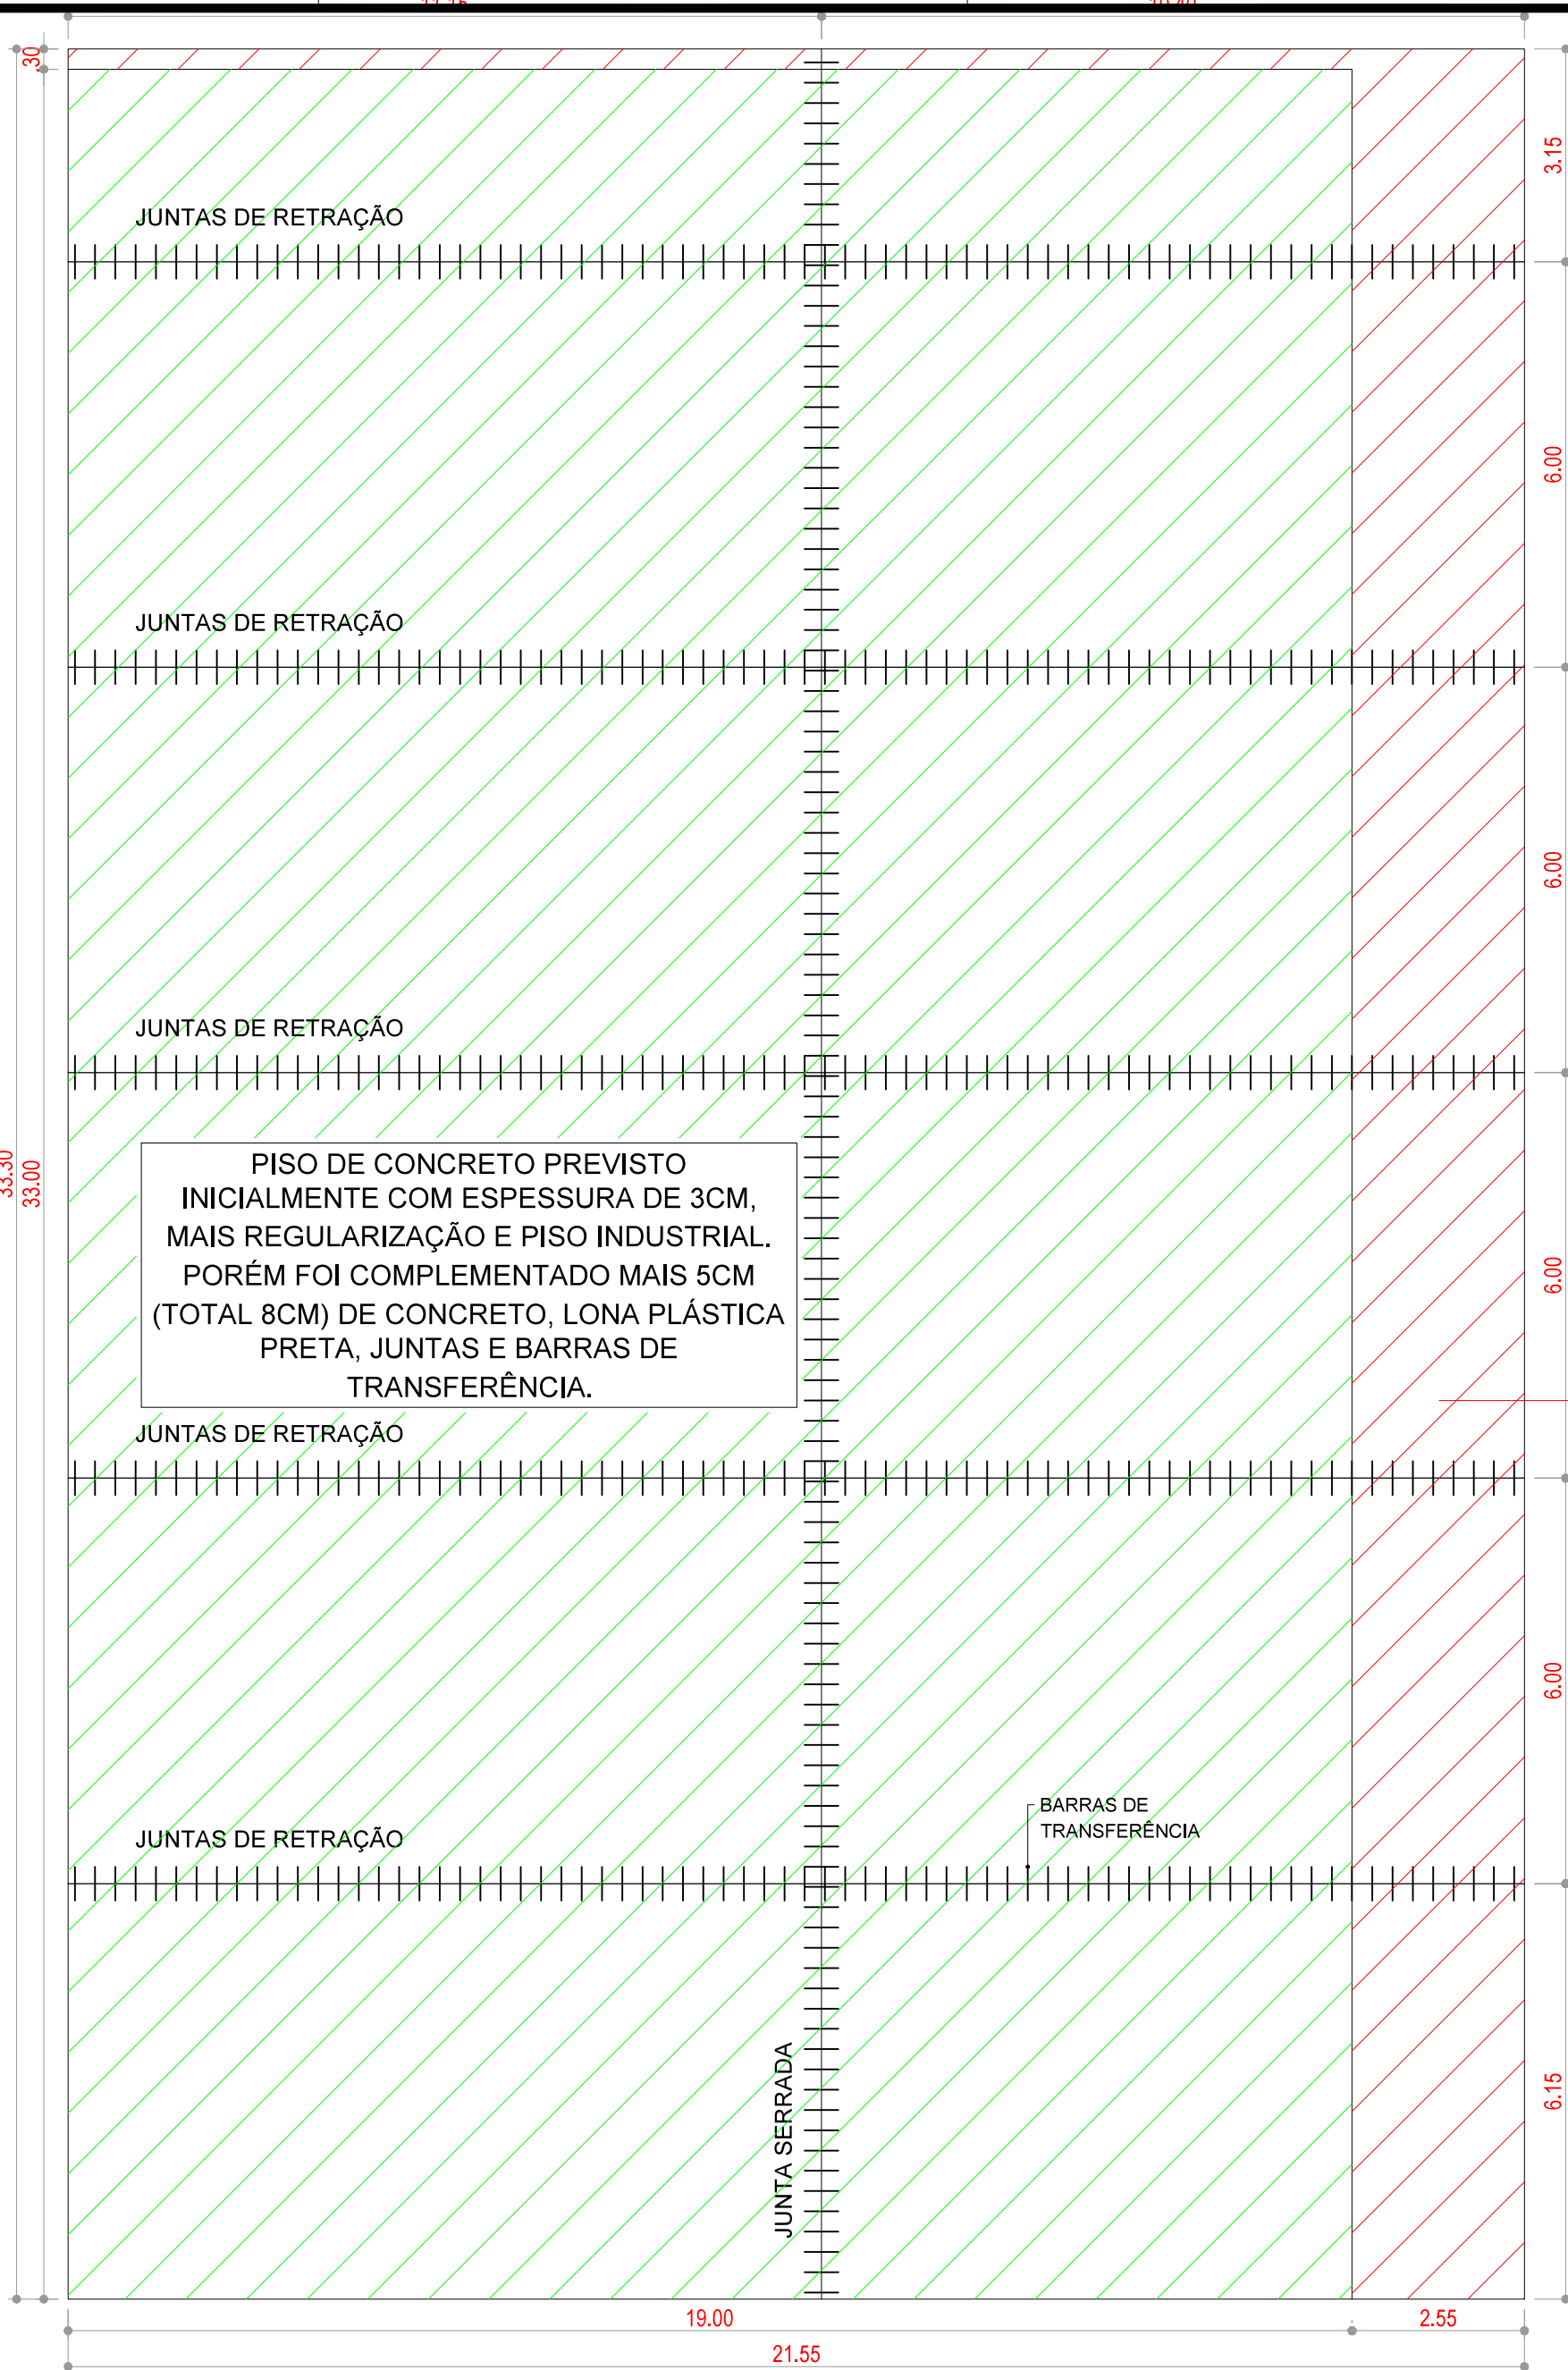 .30
3.15
JUNTAS DE RETRAÇÃO
6.00
JUNTAS DE RETRAÇÃO
6.00
JUNTAS DE RETRAÇÃO
33.30
33.00
PISO DE CONCRETO PREVISTO
INICIALMENTE COM ESPESSURA DE 3CM,
MAIS REGULARIZAÇÃO E PISO INDUSTRIAL.
PORÉM FOI COMPLEMENTADO MAIS 5CM
(TOTAL 8CM) DE CONCRETO, LONA PLÁSTICA
PRETA, JUNTAS E BARRAS DE
TRANSFERÊNCIA.
6.00
JUNTAS DE RETRAÇÃO
6.00
BARRAS DE
TRANSFERÊNCIA
JUNTAS DE RETRAÇÃO
JUNTA SERRADA
6.15
19.00
2.55
21.55